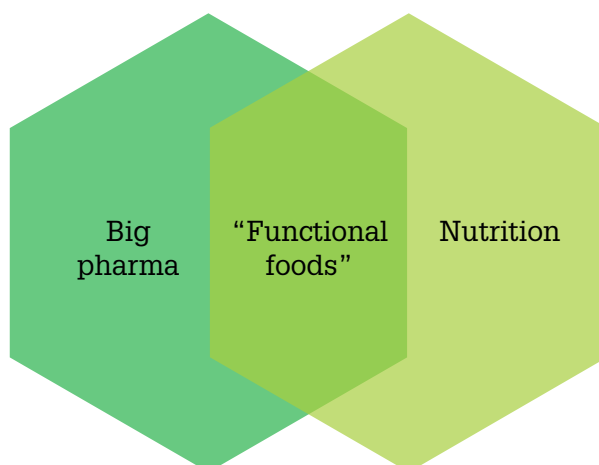 Big
pharma
“Functional
foods”
Nutrition